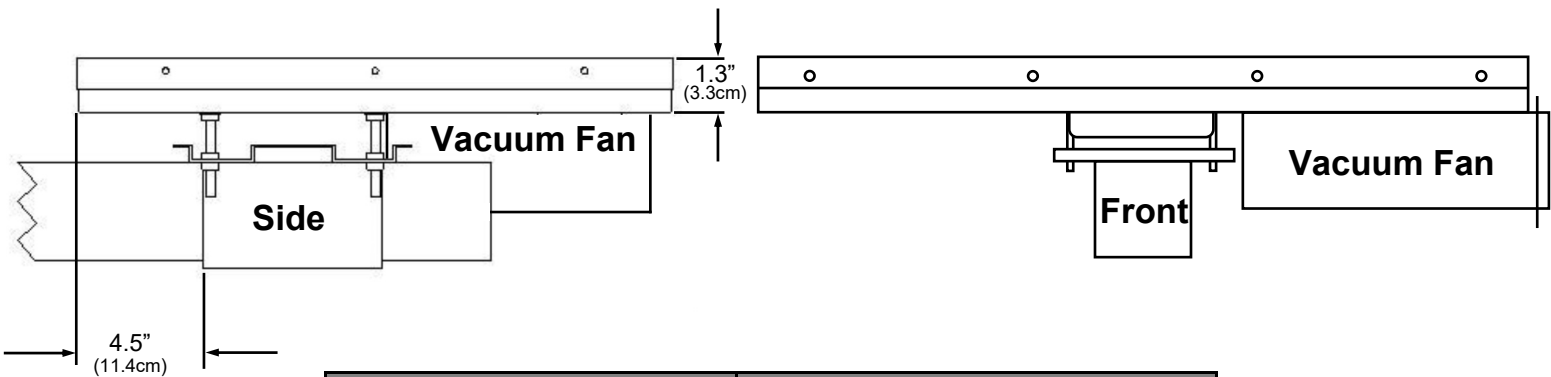 1.3”
(3.3cm)
Vacuum Fan
Vacuum Fan
Side
Front
4.5”
(11.4cm)